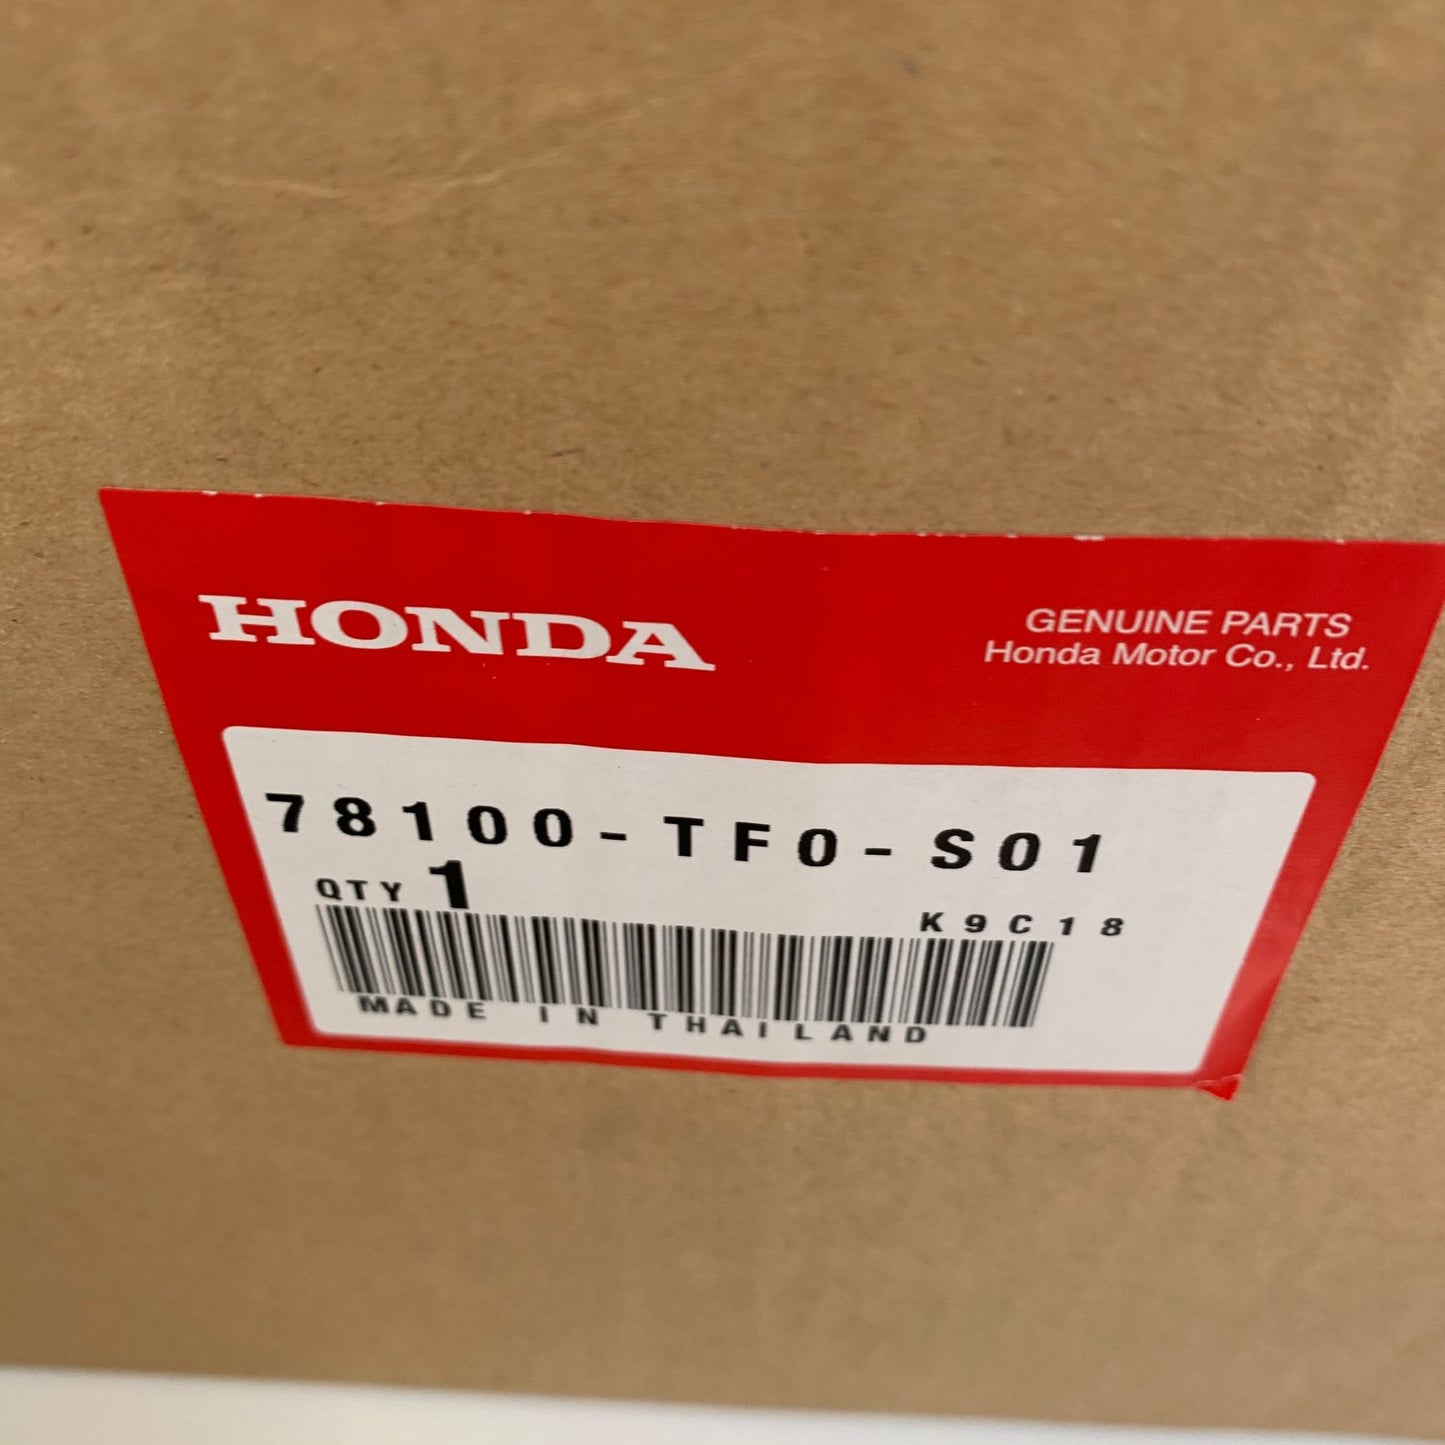 HONDA
GENUINE PARTS
Honda Motor Co., Ltd.
78100-TF0-S01
QTY 1
K9C18
MADE IN THAILAND